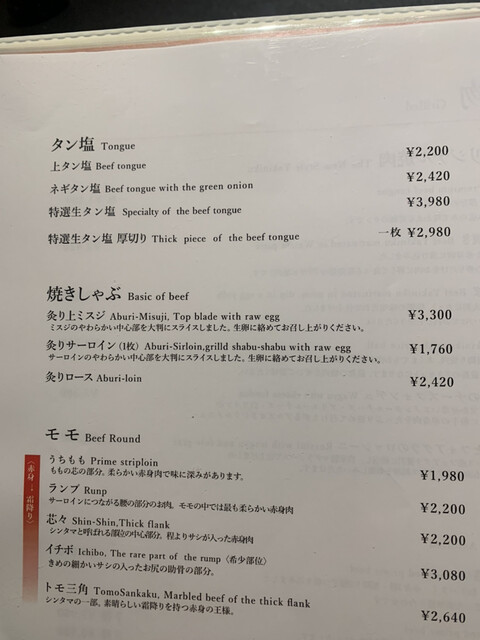 タン塩 Tongue
上タン塩 Beef tongue ¥2,200
ネギタン塩 Beef tongue with the green onion ¥2,420
特選生タン塩 Specialty of the beef tongue ¥3,980
特選生タン塩 厚切り Thick piece of the beef tongue 一枚 ¥2,980
焼きしゃぶ Basic of beef
炙り上ミスジ Aburi-Misuji, Top blade with raw egg ¥3,300
ミスジのやわらかい中心部を大判にスライスしました。生卵に絡めてお召し上がりください。
炙りサーロイン〈1枚〉 Aburi-Sirloin,grilld shabu-shabu with raw egg ¥1,760
サーロインのやわらかい中心部を大判にスライスしました。生卵に絡めてお召し上がりください。
炙りロース Aburi-loin ¥2,420
モモ Beef Round
〈赤身↔霜降り〉
うちもも Prime striploin ¥1,980
ももの芯の部分。柔らかい赤身肉で味に深みがあります。
ランプ Runp ¥2,200
サーロインにつながる腰の部分のお肉。モモの中では最も柔らかい赤身肉
芯々 Shin-Shin,Thick flank ¥2,200
シンタマと呼ばれる部位の中心部分。程よりサシが入った赤身肉
イチボ Ichibo, The rare part of the rump 〈希少部位〉 ¥3,080
きめの細かいサシの入ったお尻の肋骨の部分。
トモ三角 TomoSankaku, Marbled beef of the thick flank ¥2,640
シンタマの一部。素晴らしい霜降りを持つ赤身の王様。